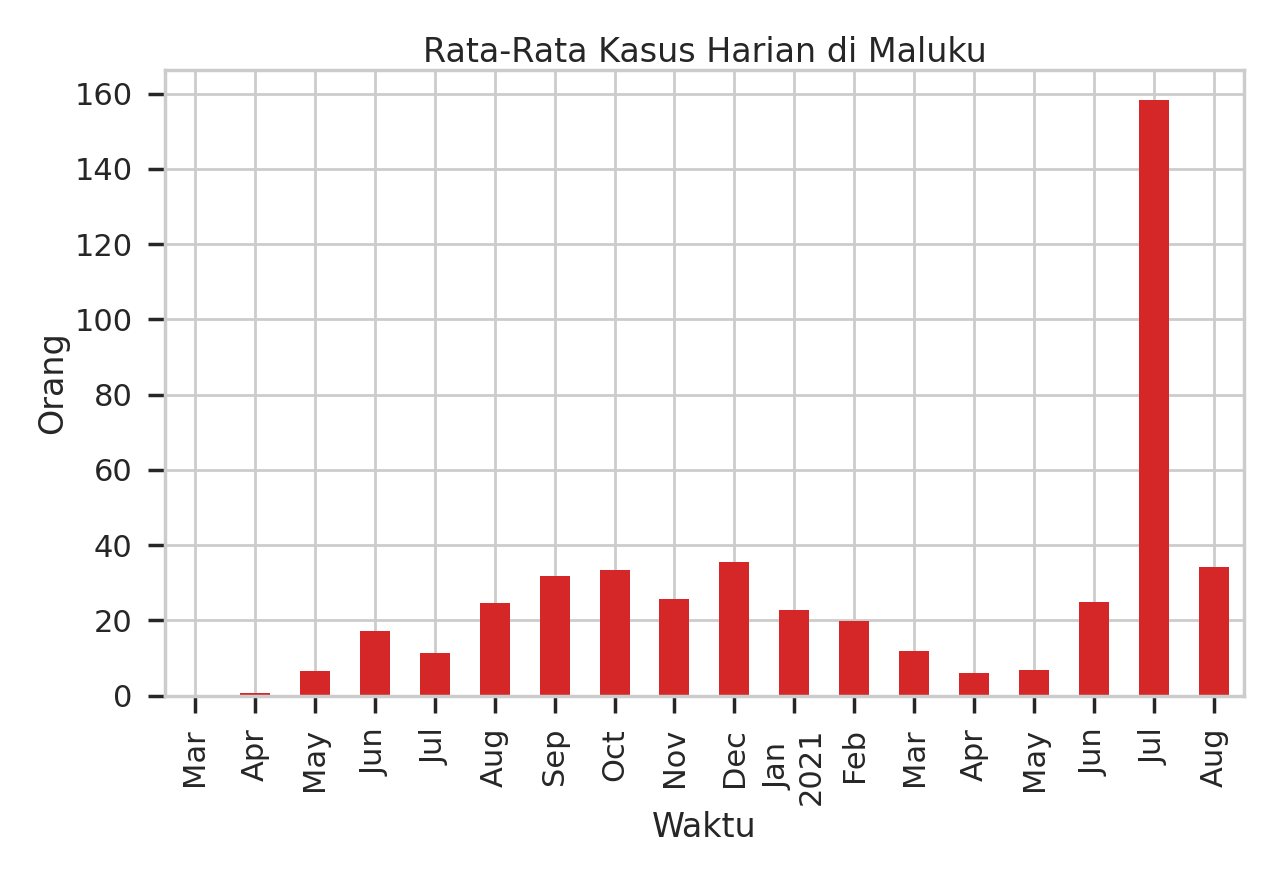 Rata-Rata Kasus Harian di Maluku
160
140
120
100
80
60
40
20
0
Orang
Mar
Apr
May
Jun
Jul
Aug
Sep
Oct
Nov
Dec
Jan
2021
Feb
Mar
Apr
May
Jun
Jul
Aug
Waktu